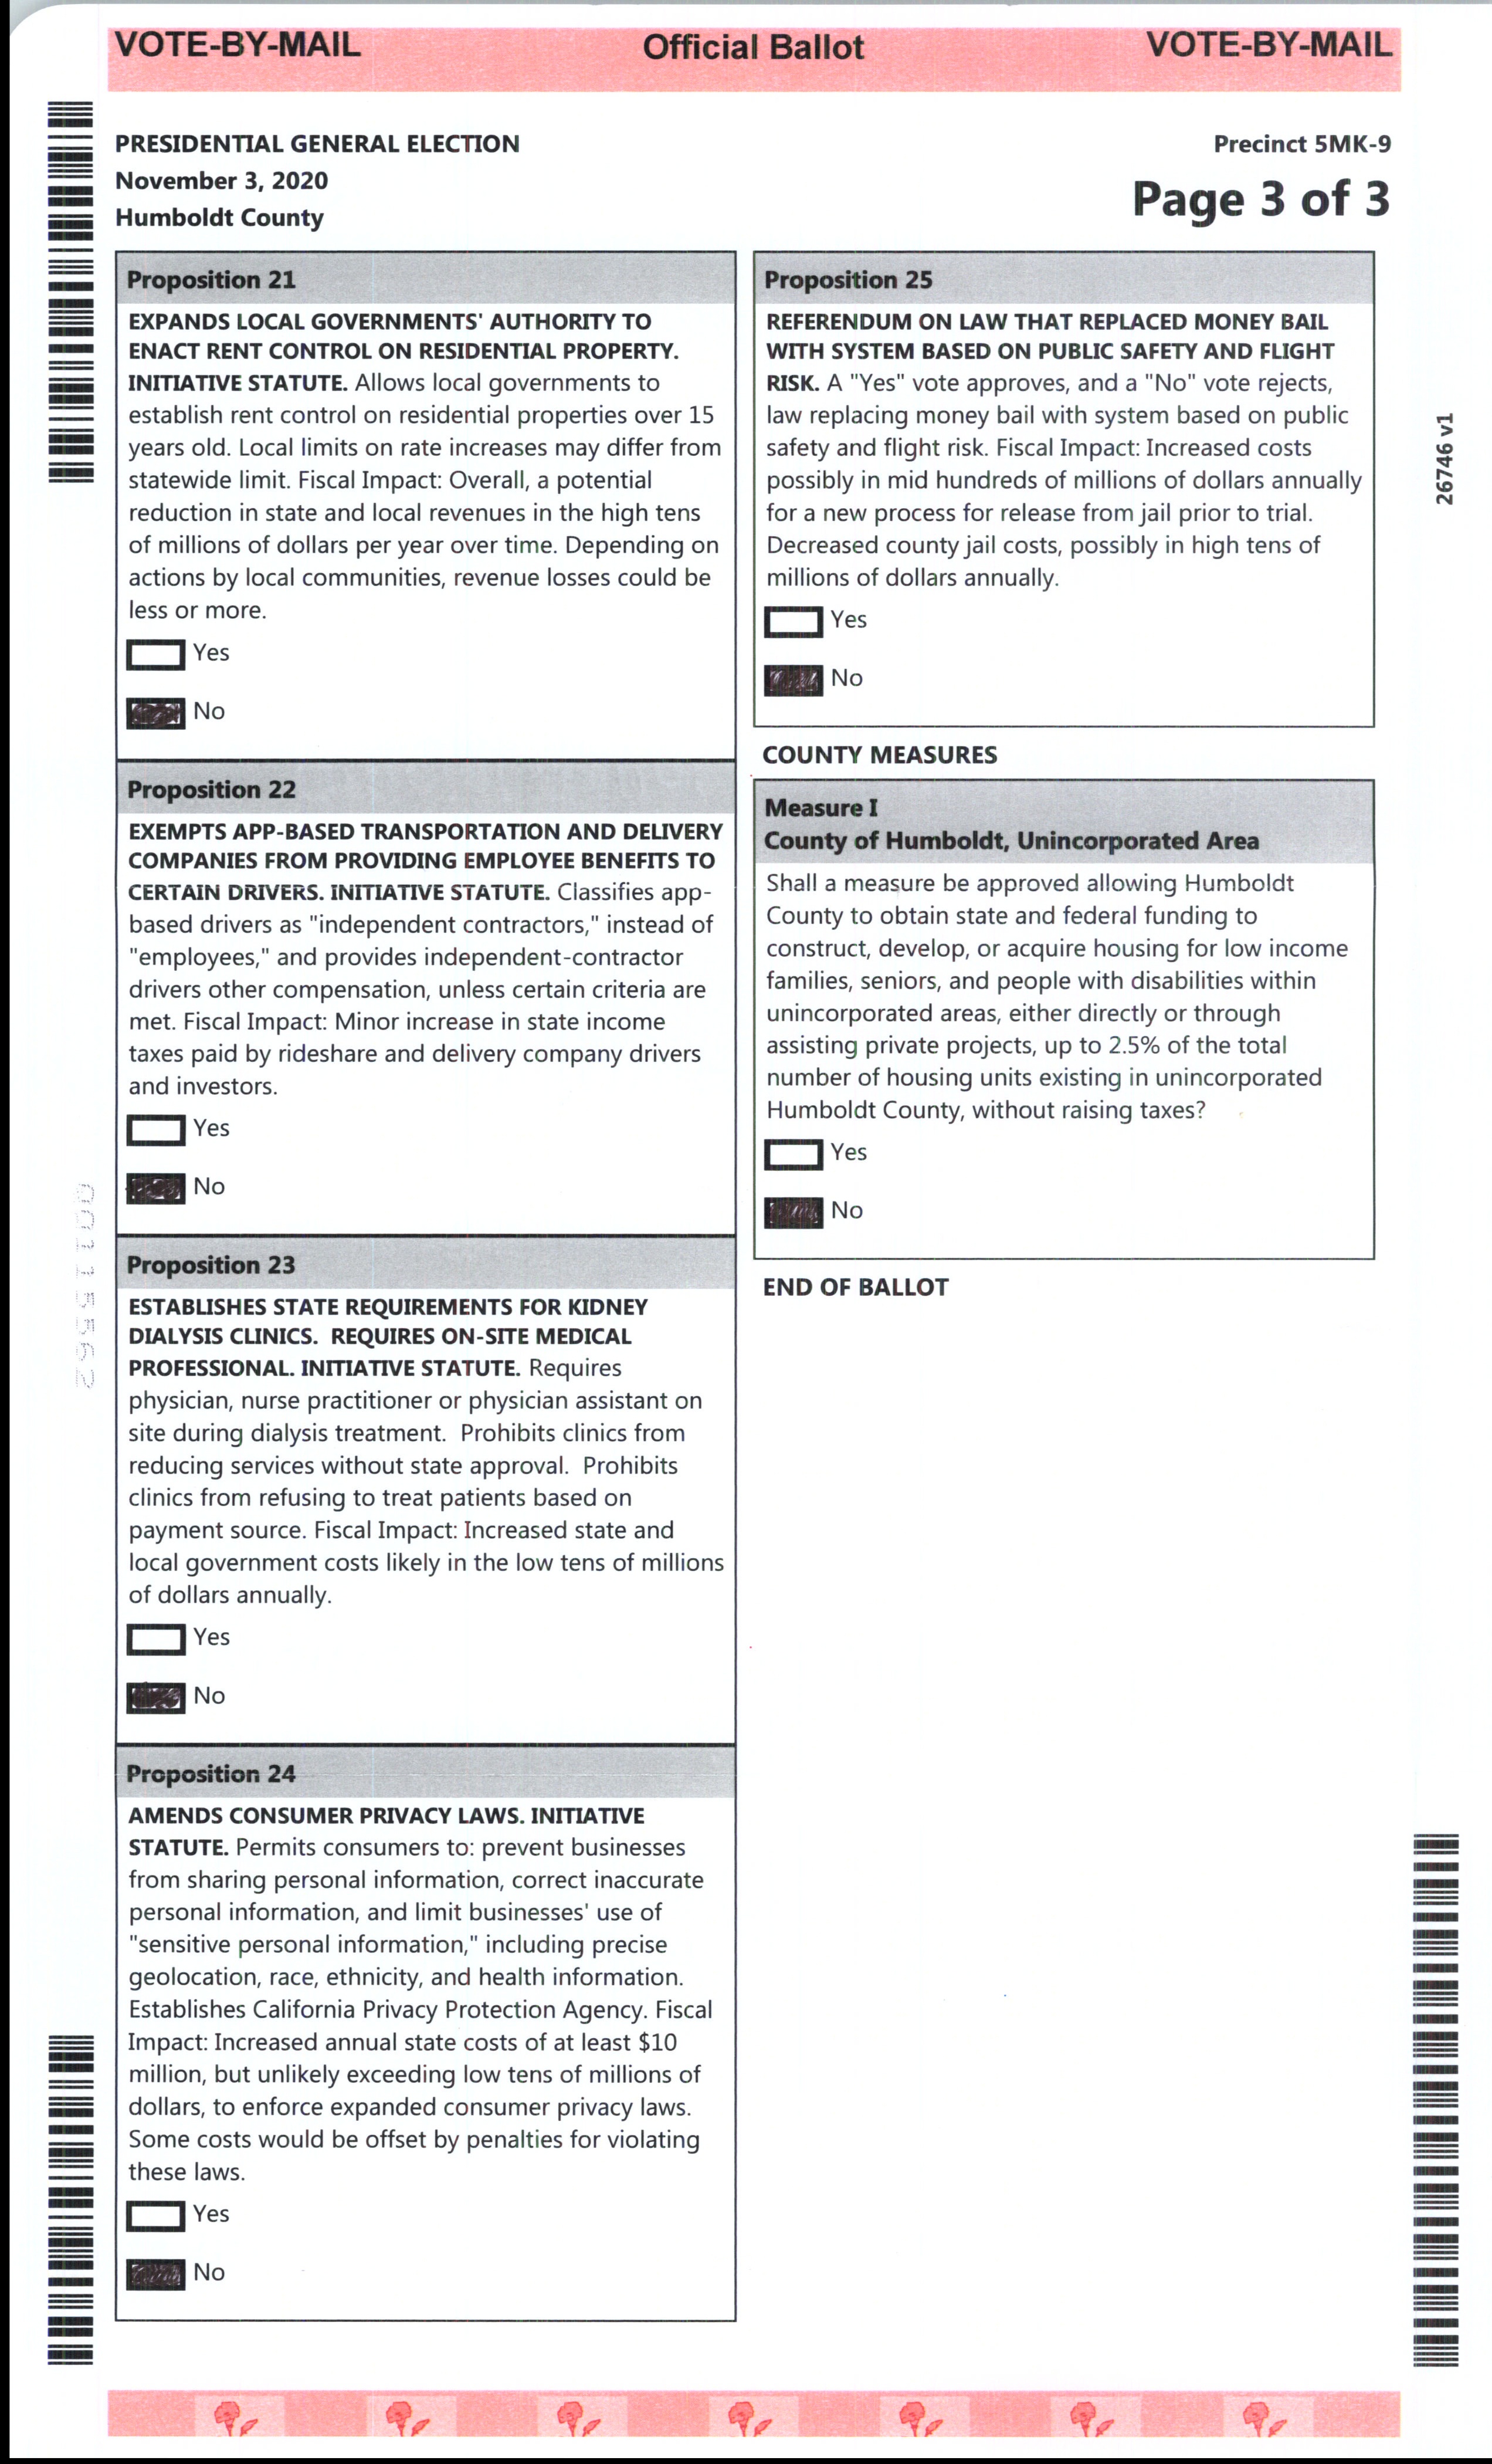 VOTE-BY-MAIL Official Ballot VOTE-BY-MAIL
PRESIDENTIAL GENERAL ELECTION
November 3, 2020
Humboldt County
Precinct 5MK-9
Page 3 of 3
Proposition 21
EXPANDS LOCAL GOVERNMENTS' AUTHORITY TO
ENACT RENT CONTROL ON RESIDENTIAL PROPERTY.
INITIATIVE STATUTE. Allows local governments to
establish rent control on residential properties over 15
years old. Local limits on rate increases may differ from
statewide limit. Fiscal Impact: Overall, a potential
reduction in state and local revenues in the high tens
of millions of dollars per year over time. Depending on
actions by local communities, revenue losses could be
less or more.
Yes
No
Proposition 22
EXEMPTS APP-BASED TRANSPORTATION AND DELIVERY
COMPANIES FROM PROVIDING EMPLOYEE BENEFITS TO
CERTAIN DRIVERS. INITIATIVE STATUTE. Classifies app-
based drivers as "independent contractors," instead of
"employees," and provides independent-contractor
drivers other compensation, unless certain criteria are
met. Fiscal Impact: Minor increase in state income
taxes paid by rideshare and delivery company drivers
and investors.
Yes
No
Proposition 23
ESTABLISHES STATE REQUIREMENTS FOR KIDNEY
DIALYSIS CLINICS. REQUIRES ON-SITE MEDICAL
PROFESSIONAL. INITIATIVE STATUTE. Requires
physician, nurse practitioner or physician assistant on
site during dialysis treatment. Prohibits clinics from
reducing services without state approval. Prohibits
clinics from refusing to treat patients based on
payment source. Fiscal Impact: Increased state and
local government costs likely in the low tens of millions
of dollars annually.
Yes
No
Proposition 24
AMENDS CONSUMER PRIVACY LAWS. INITIATIVE
STATUTE. Permits consumers to: prevent businesses
from sharing personal information, correct inaccurate
personal information, and limit businesses' use of
"sensitive personal information," including precise
geolocation, race, ethnicity, and health information.
Establishes California Privacy Protection Agency. Fiscal
Impact: Increased annual state costs of at least $10
million, but unlikely exceeding low tens of millions of
dollars, to enforce expanded consumer privacy laws.
Some costs would be offset by penalties for violating
these laws.
Yes
No
Proposition 25
REFERENDUM ON LAW THAT REPLACED MONEY BAIL
WITH SYSTEM BASED ON PUBLIC SAFETY AND FLIGHT
RISK. A "Yes" vote approves, and a "No" vote rejects,
law replacing money bail with system based on public
safety and flight risk. Fiscal Impact: Increased costs
possibly in mid hundreds of millions of dollars annually
for a new process for release from jail prior to trial.
Decreased county jail costs, possibly in high tens of
millions of dollars annually.
Yes
No
COUNTY MEASURES
Measure I
County of Humboldt, Unincorporated Area
Shall a measure be approved allowing Humboldt
County to obtain state and federal funding to
construct, develop, or acquire housing for low income
families, seniors, and people with disabilities within
unincorporated areas, either directly or through
assisting private projects, up to 2.5% of the total
number of housing units existing in unincorporated
Humboldt County, without raising taxes?
Yes
No
END OF BALLOT
26746 v1
00115562